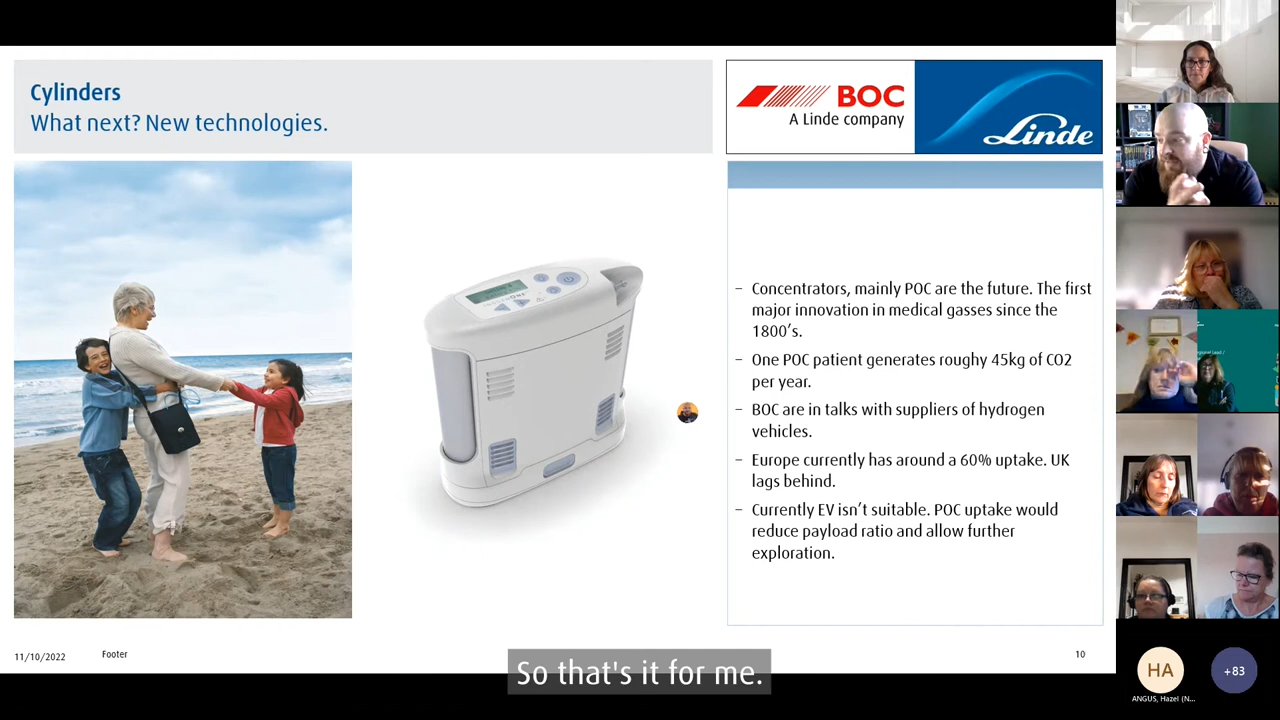 Cylinders
What next? New technologies.
BOC
A Linde company
Linde
– Concentrators, mainly POC are the future. The first
major innovation in medical gasses since the
1800’s.
– One POC patient generates roughy 45kg of CO2
per year.
– BOC are in talks with suppliers of hydrogen
vehicles.
– Europe currently has around a 60% uptake. UK
lags behind.
– Currently EV isn’t suitable. POC uptake would
reduce payload ratio and allow further
exploration.
11/10/2022
Footer
10
So that's it for me.
HA
+83
ANGUS, Hazel (N...